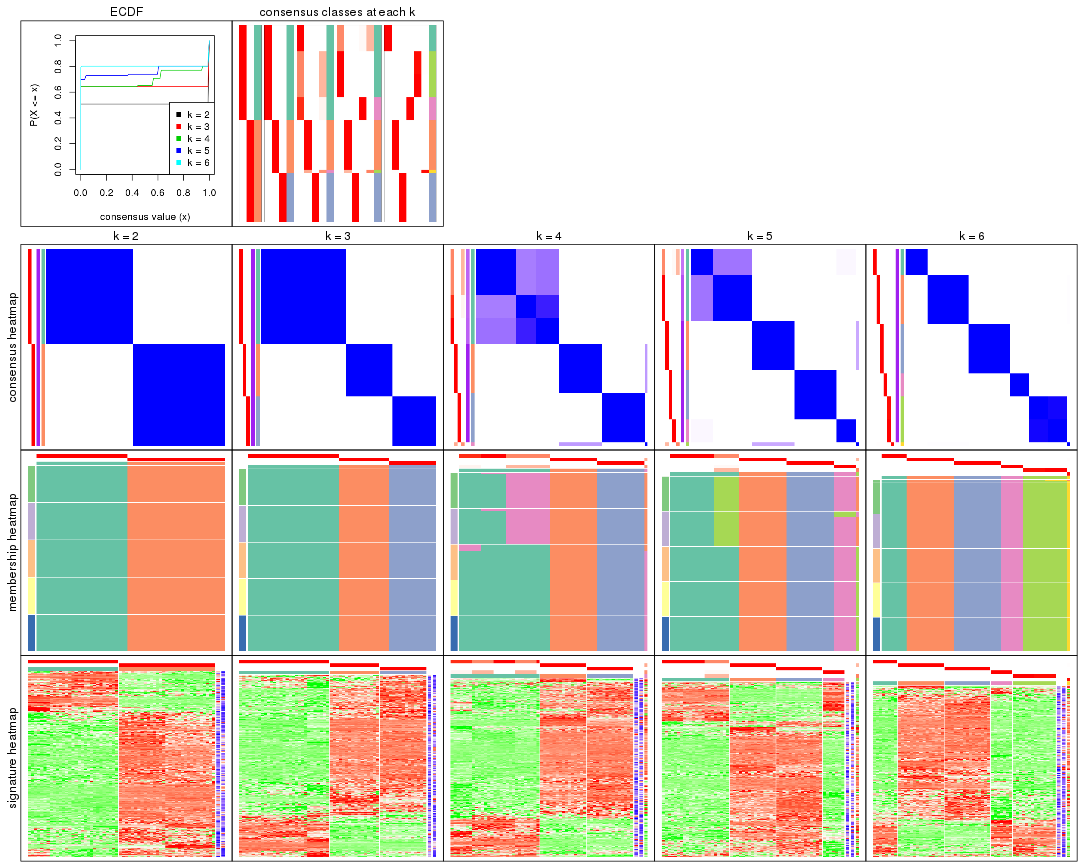 ECDF
consensus classes at each k
P(X <= x)
1.0
0.8
0.6
0.4
0.2
0.0
k = 2
k = 3
k = 4
k = 5
k = 6
0.0 0.2 0.4 0.6 0.8 1.0
consensus value (x)
k = 2
k = 3
k = 4
k = 5
k = 6
consensus heatmap
membership heatmap
signature heatmap